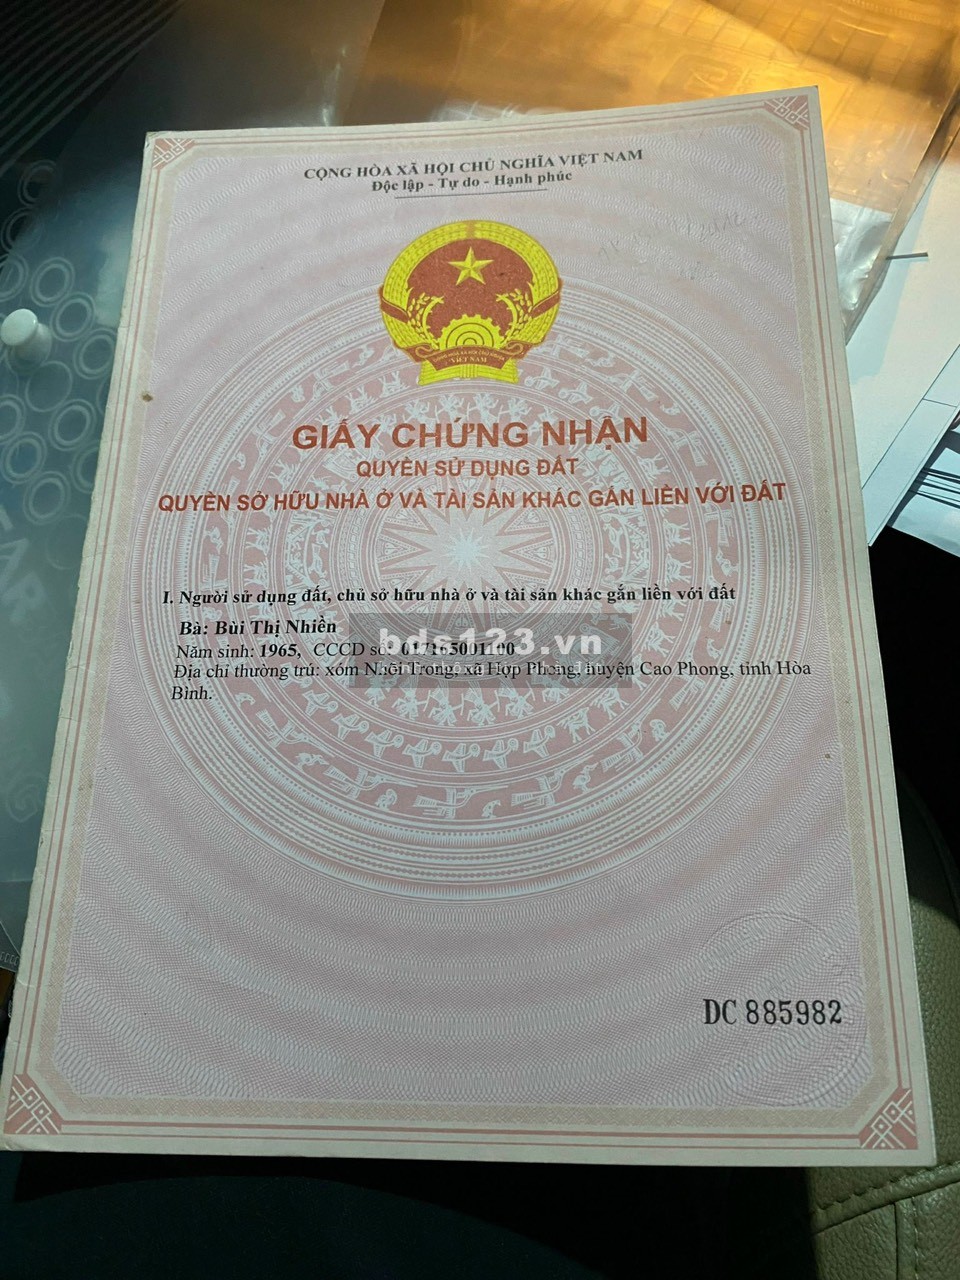 CỘNG HÒA XÃ HỘI CHỦ NGHĨA VIỆT NAM
Độc lập - Tự do - Hạnh phúc
VIỆT NAM
GIẤY CHỨNG NHẬN
QUYỀN SỬ DỤNG ĐẤT
QUYỀN SỞ HỮU NHÀ Ở VÀ TÀI SẢN KHÁC GẮN LIỀN VỚI ĐẤT
I. Người sử dụng đất, chủ sở hữu nhà ở và tài sản khác gắn liền với đất
Bà: Bùi Thị Nhiên
bds123.vn
Năm sinh: 1965, CCCD số:
Địa chỉ thường trú: xóm Nhõi Trong, xã Hợp Phong, huyện Cao Phong, tỉnh Hòa
Bình.
DC 885982